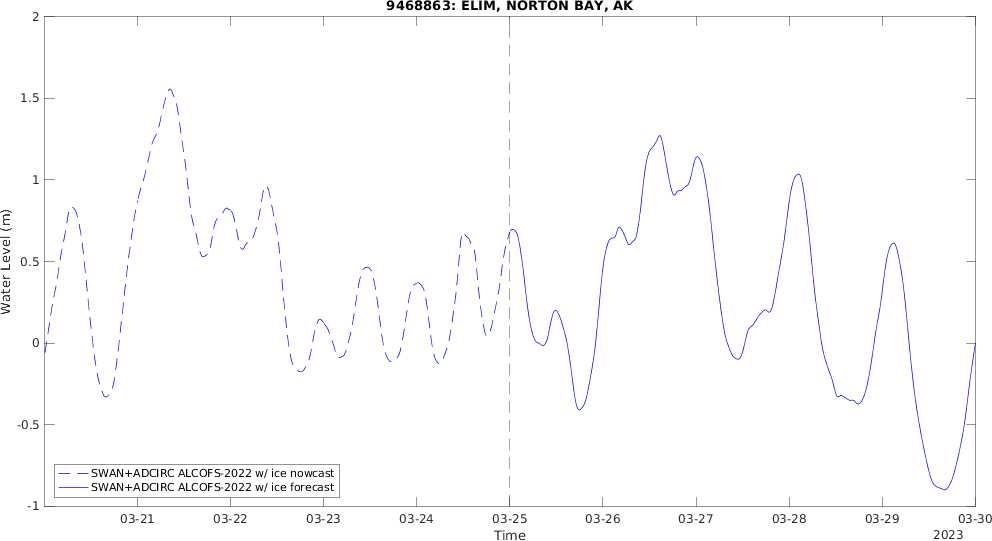 9468863: ELIM, NORTON BAY, AK
Water Level (m)
2
1.5
1
0.5
0
-0.5
-1
SWAN+ADCIRC ALCOFS-2022 w/ ice nowcast
SWAN+ADCIRC ALCOFS-2022 w/ ice forecast
03-21 03-22 03-23 03-24 03-25 03-26 03-27 03-28 03-29 03-30
Time
2023